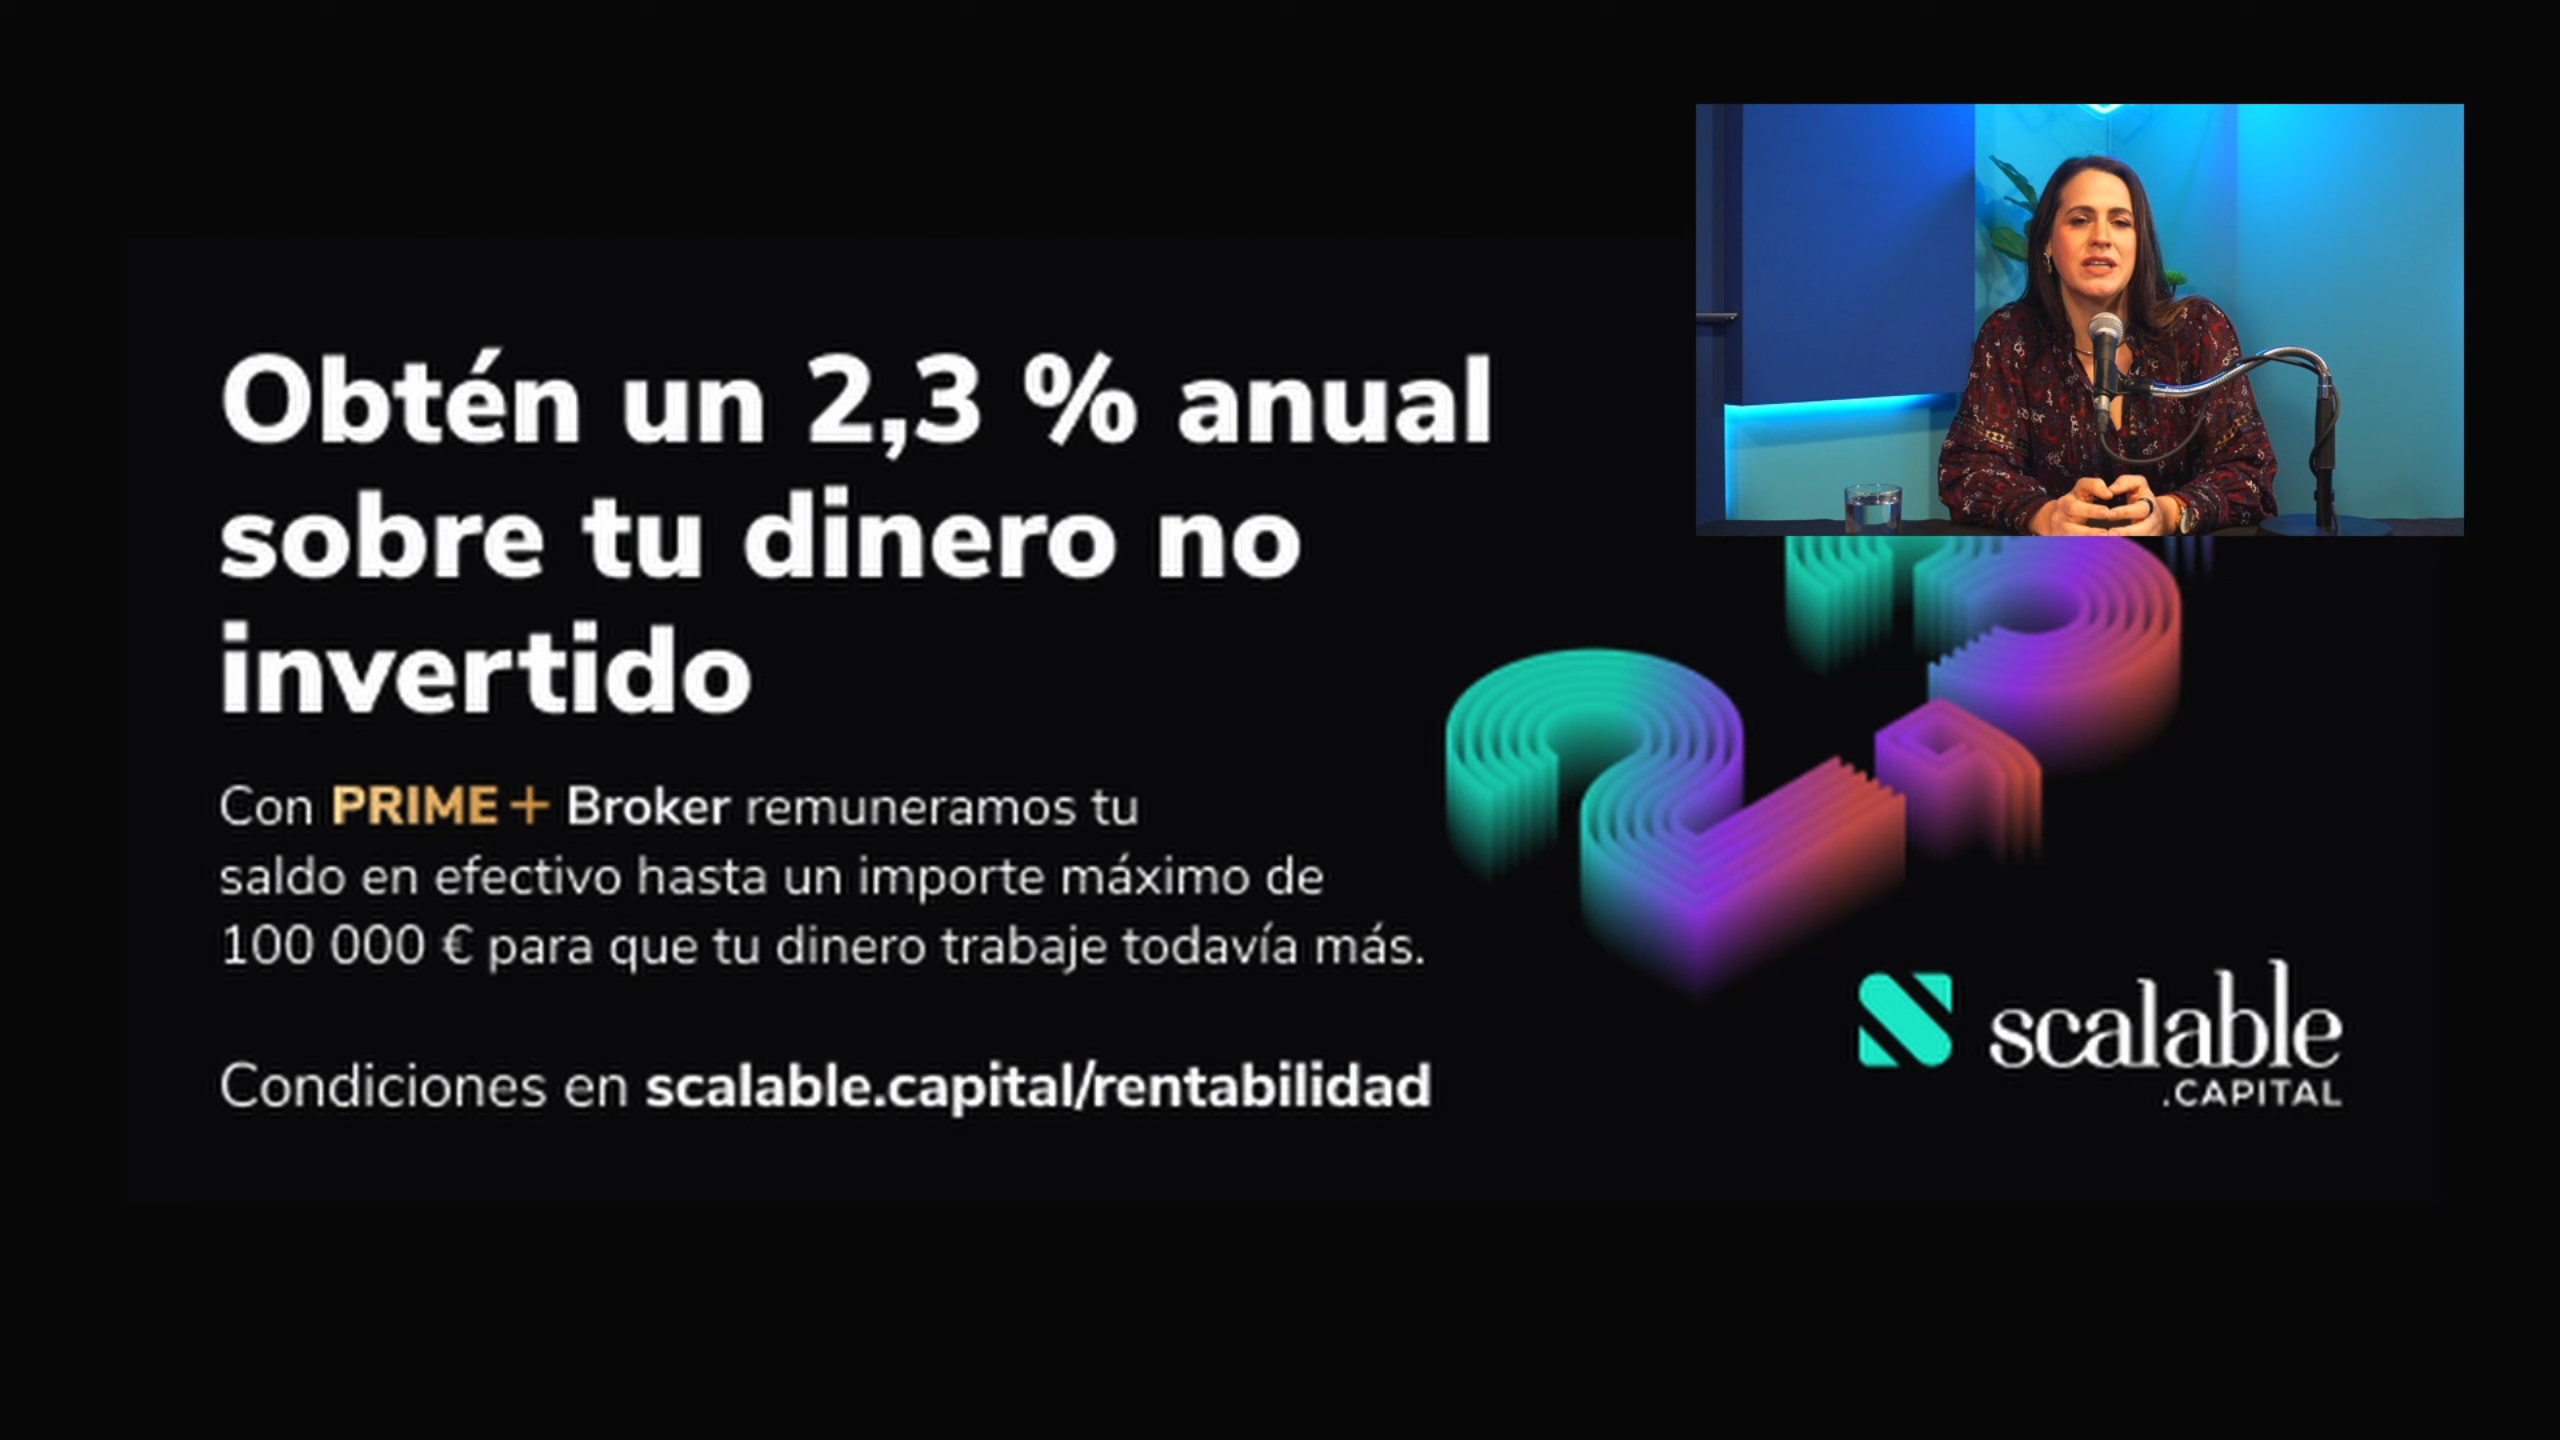 Obtén un 2,3 % anual
sobre tu dinero no
invertido
Con PRIME+ Broker remuneramos tu
saldo en efectivo hasta un importe máximo de
100 000 € para que tu dinero trabaje todavía más.
Condiciones en scalable.capital/rentabilidad
2,3
scalable
.CAPITAL